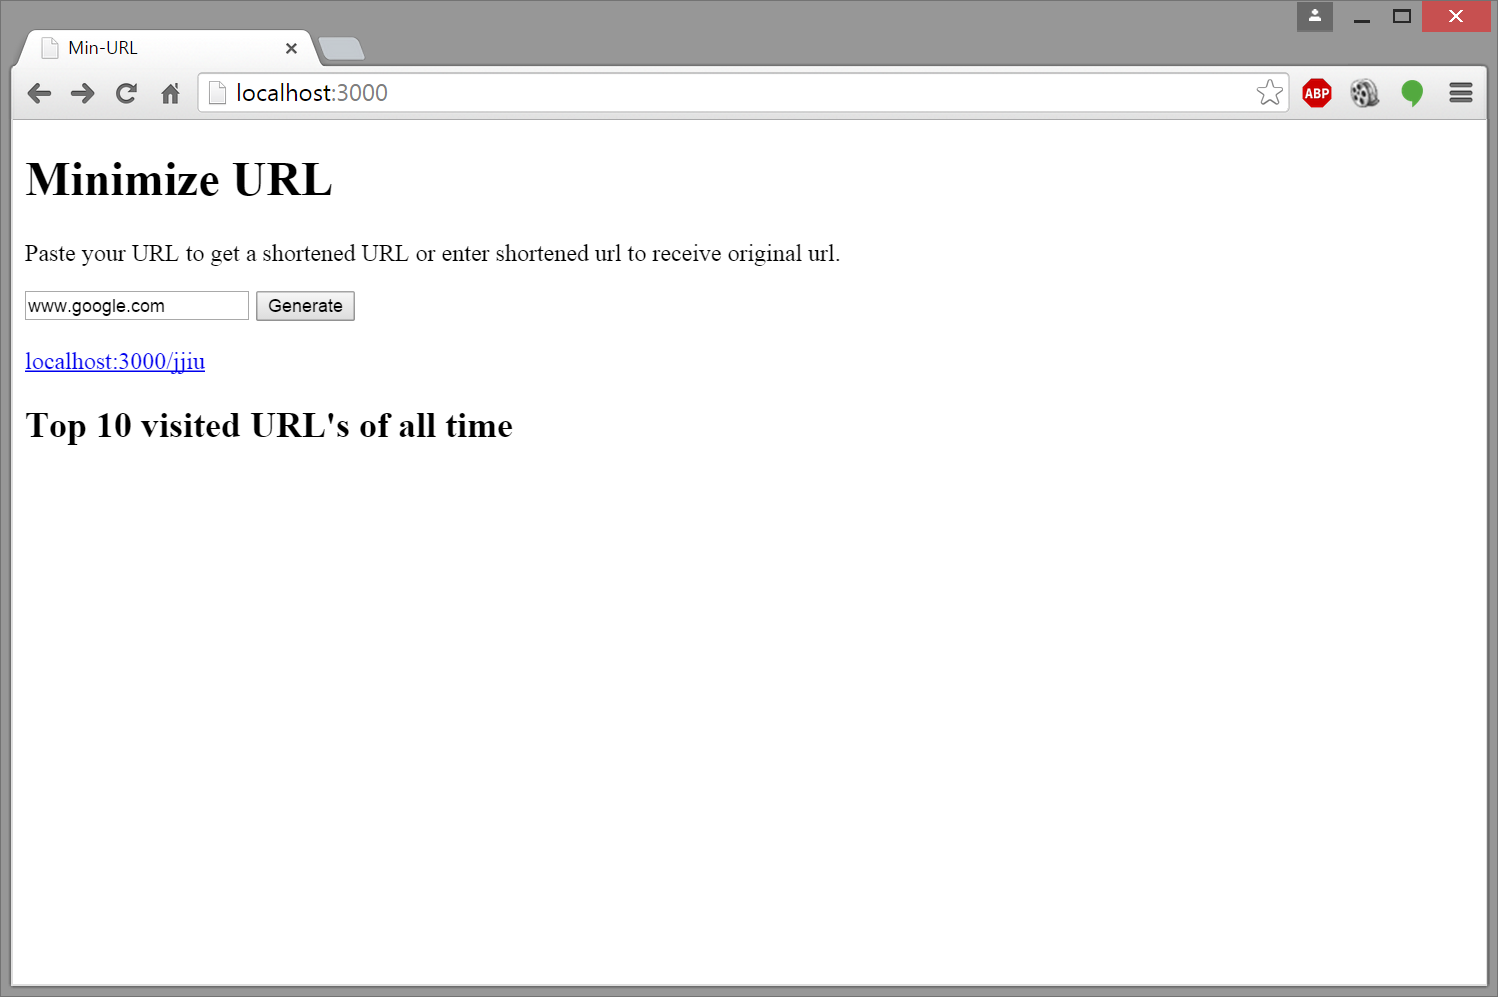 Min-URL
localhost:3000
ABP
Minimize URL
Paste your URL to get a shortened URL or enter shortened url to receive original url.
www.google.com Generate
localhost:3000/jjiu
Top 10 visited URL's of all time